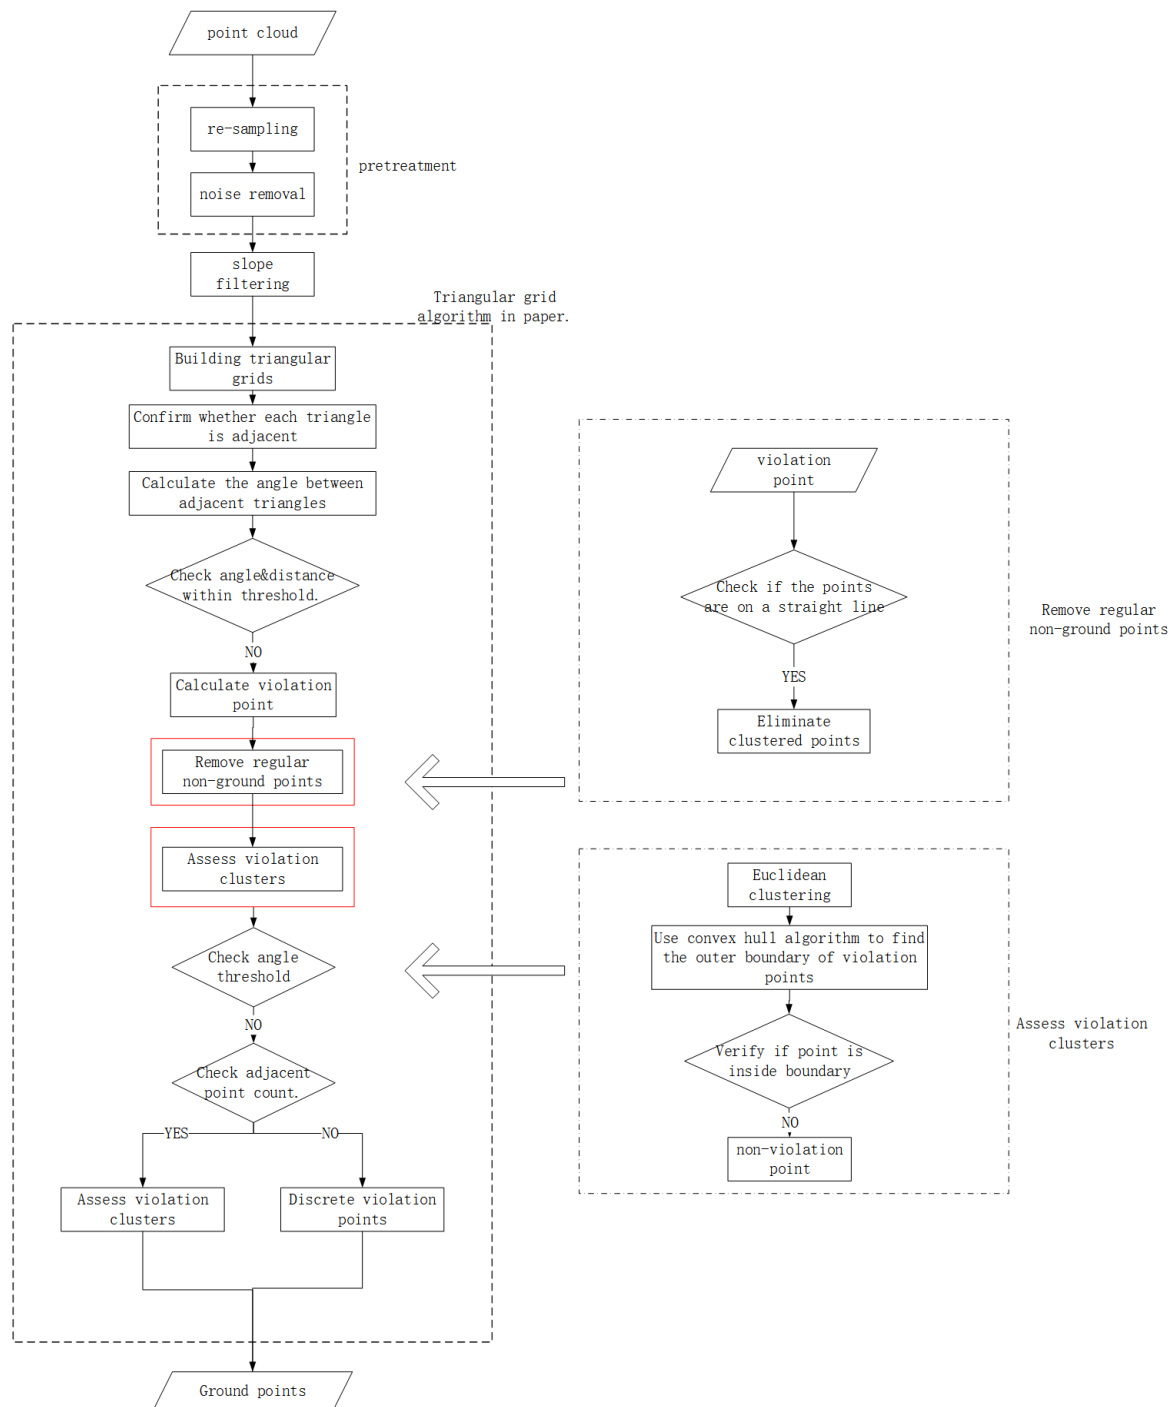 point cloud
re-sampling
pretreatment
noise removal
slope
filtering
Triangular grid
algorithm in paper.
Building triangular
grids
Confirm whether each triangle
is adjacent
Calculate the angle between
adjacent triangles
Check angle&distance
within threshold.
NO
Calculate violation
point
Remove regular
non-ground points
Assess violation
clusters
Check angle
threshold
NO
Check adjacent
point count.
YES
NO
Assess violation
clusters
Discrete violation
points
Ground points
violation
point
Check if the points
are on a straight line
YES
Eliminate
clustered points
Remove regular
non-ground points
Euclidean
clustering
Use convex hull algorithm to find
the outer boundary of violation
points
Verify if point is
inside boundary
NO
non-violation
point
Assess violation
clusters